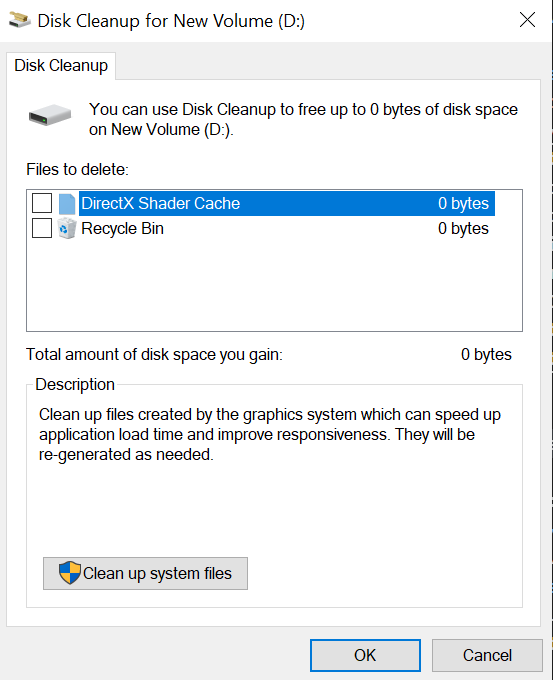 Disk Cleanup for New Volume (D:)
Disk Cleanup
You can use Disk Cleanup to free up to 0 bytes of disk space
on New Volume (D:).
Files to delete:
DirectX Shader Cache 0 bytes
Recycle Bin 0 bytes
Total amount of disk space you gain: 0 bytes
Description
Clean up files created by the graphics system which can speed up
application load time and improve responsiveness. They will be
re-generated as needed.
Clean up system files
OK Cancel